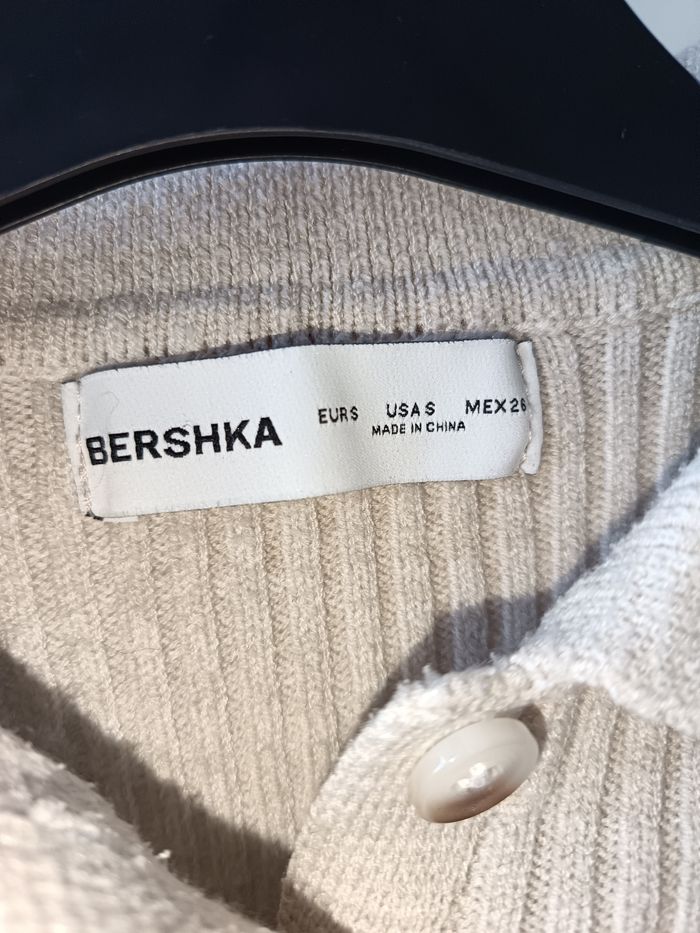 BERSHKA
EUR S USA S MEX 26
MADE IN CHINA